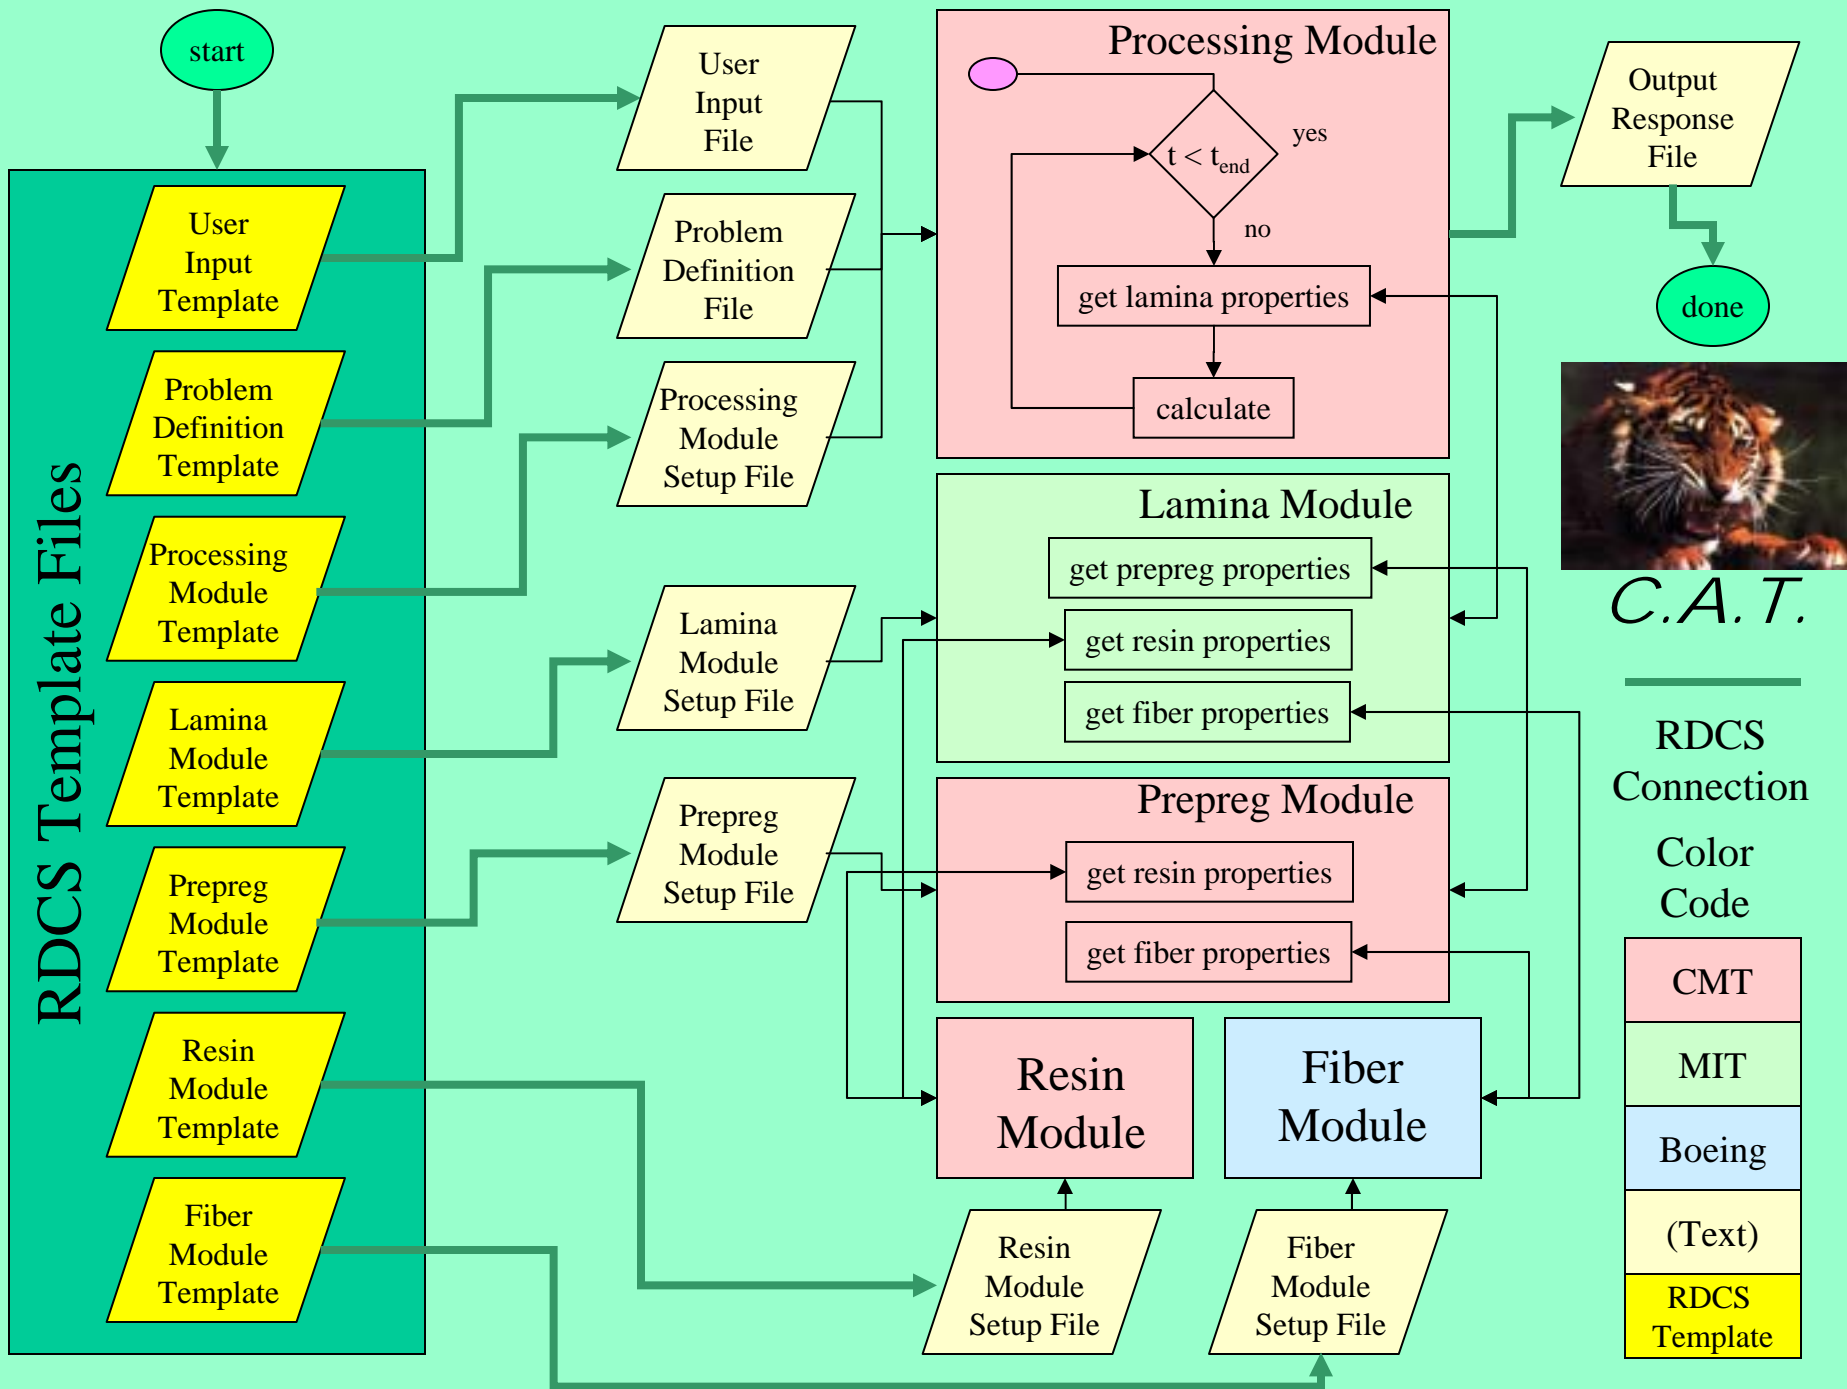 start
RDCS Template Files
User
Input
Template
Problem
Definition
Template
Processing
Module
Template
Lamina
Module
Template
Prepreg
Module
Template
Resin
Module
Template
Fiber
Module
Template
User
Input
File
Problem
Definition
File
Processing
Module
Setup File
Lamina
Module
Setup File
Prepreg
Module
Setup File
Resin
Module
Setup File
Fiber
Module
Setup File
Processing Module
t < tend
yes
no
get lamina properties
calculate
Lamina Module
get prepreg properties
get resin properties
get fiber properties
Prepreg Module
get resin properties
get fiber properties
Resin
Module
Fiber
Module
Output
Response
File
done
C.A.T.
RDCS
Connection
Color
Code
CMT
MIT
Boeing
(Text)
RDCS
Template